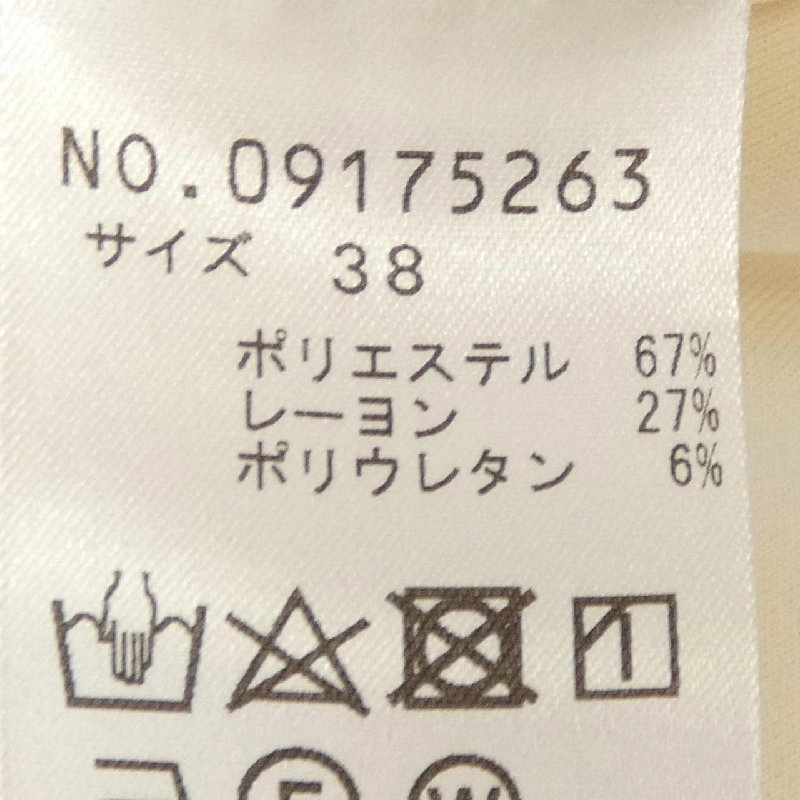 NO.09175263
サイズ 38
ポリエステル 67%
レーヨン 27%
ポリウレタン 6%
F W